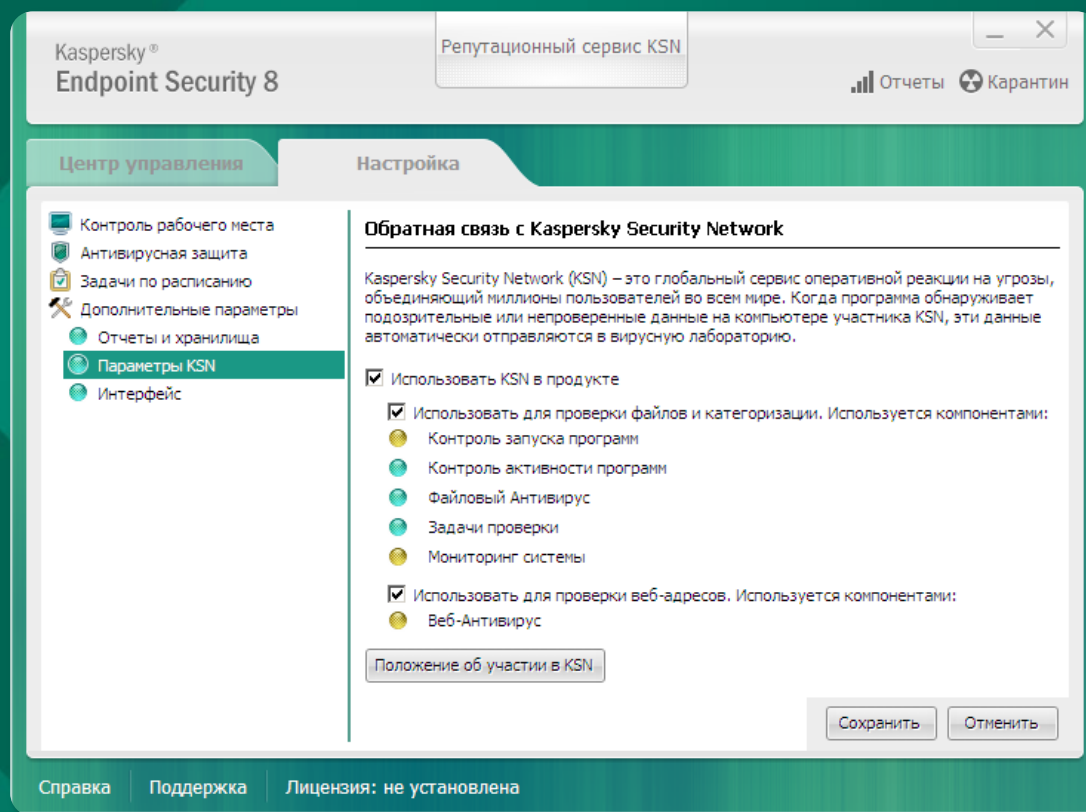 Kaspersky ®
Endpoint Security 8
Репутационный сервис KSN
Отчеты
Карантин
Центр управления
Настройка
Контроль рабочего места
Антивирусная защита
Задачи по расписанию
Дополнительные параметры
Отчеты и хранилища
Параметры KSN
Интерфейс
Обратная связь с Kaspersky Security Network
Kaspersky Security Network (KSN) – это глобальный сервис оперативной реакции на угрозы,
объединяющий миллионы пользователей во всем мире. Когда программа обнаруживает
подозрительные или непроверенные данные на компьютере участника KSN, эти данные
автоматически отправляются в вирусную лабораторию.
Использовать KSN в продукте
Использовать для проверки файлов и категоризации. Используется компонентами:
Контроль запуска программ
Контроль активности программ
Файловый Антивирус
Задачи проверки
Мониторинг системы
Использовать для проверки веб-адресов. Используется компонентами:
Веб-Антивирус
Положение об участии в KSN
Сохранить
Отменить
Справка
Поддержка
Лицензия: не установлена